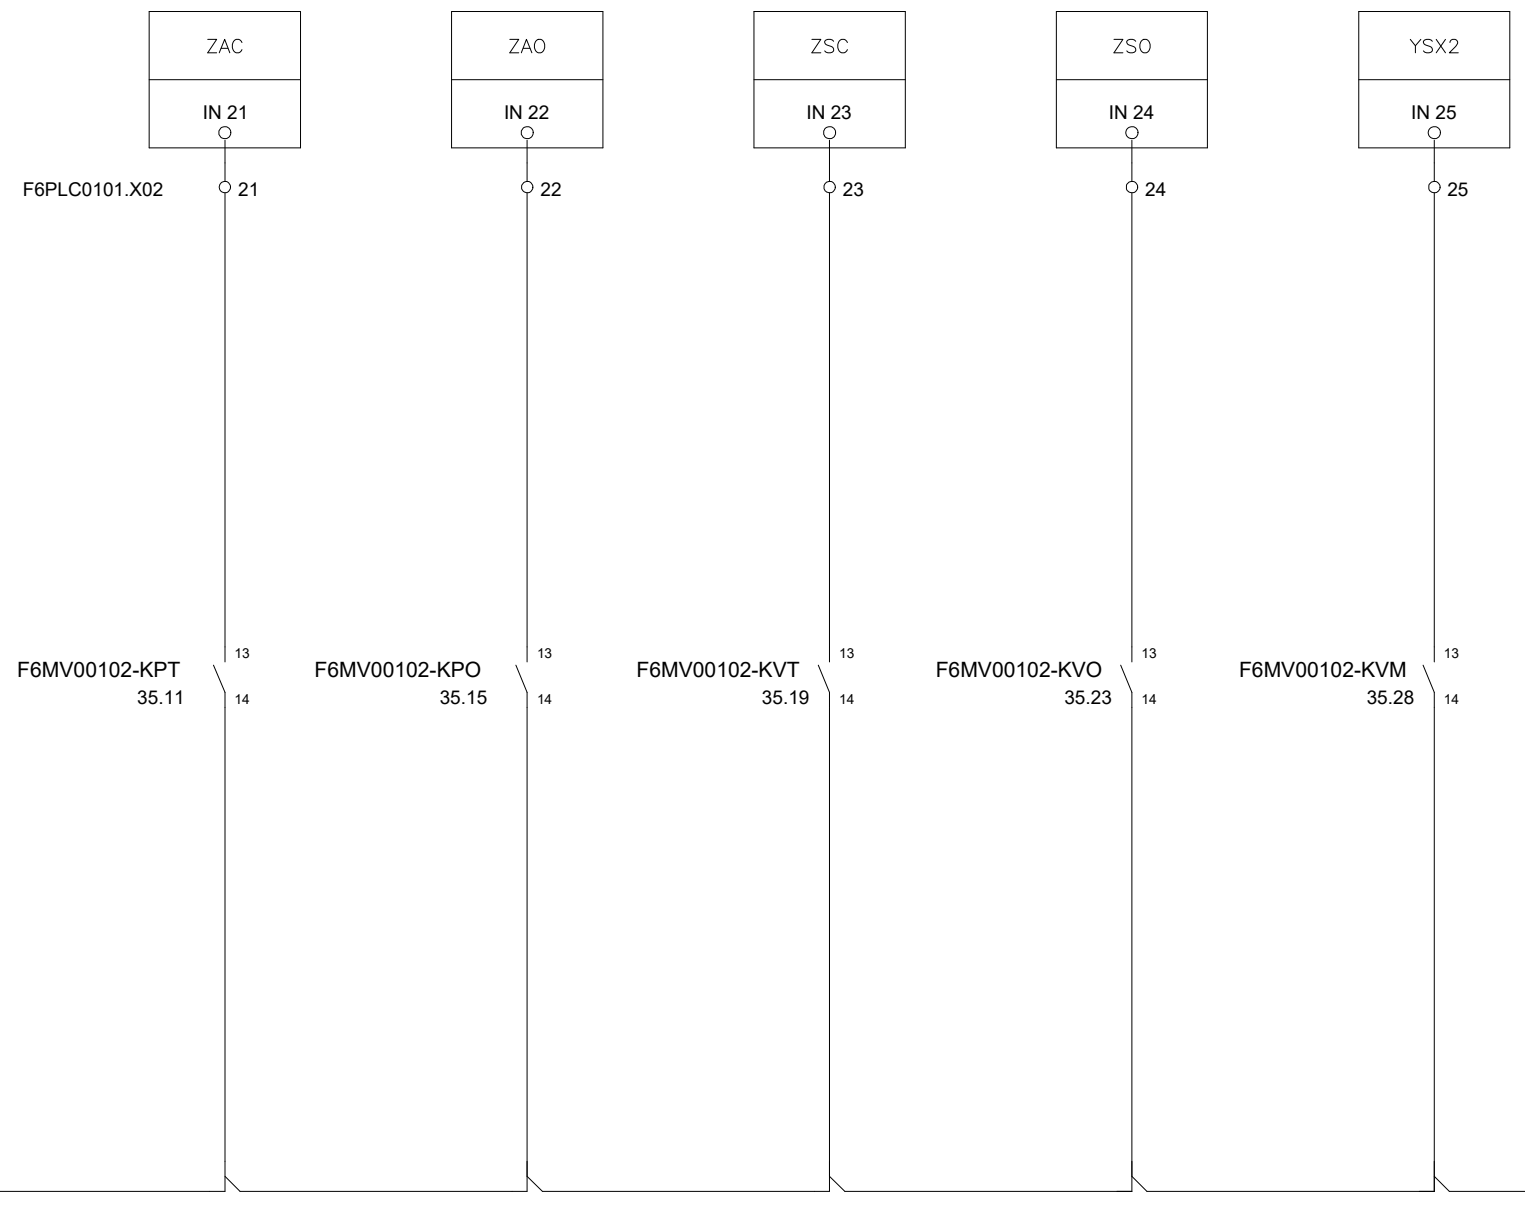 ZAC ZAO ZSC ZSO YSX2
IN 21 IN 22 IN 23 IN 24 IN 25
F6PLC0101.X02 21 22 23 24 25
13 13 13 13 13
F6MV00102-KPT F6MV00102-KPO F6MV00102-KVT F6MV00102-KVO F6MV00102-KVM
35.11 14 35.15 14 35.19 14 35.23 14 35.28 14